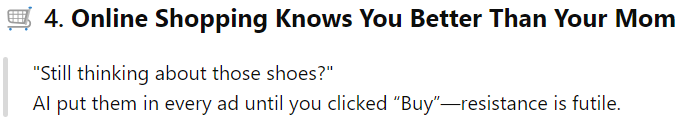 🛒 4. Online Shopping Knows You Better Than Your Mom
"Still thinking about those shoes?"
AI put them in every ad until you clicked “Buy”—resistance is futile.